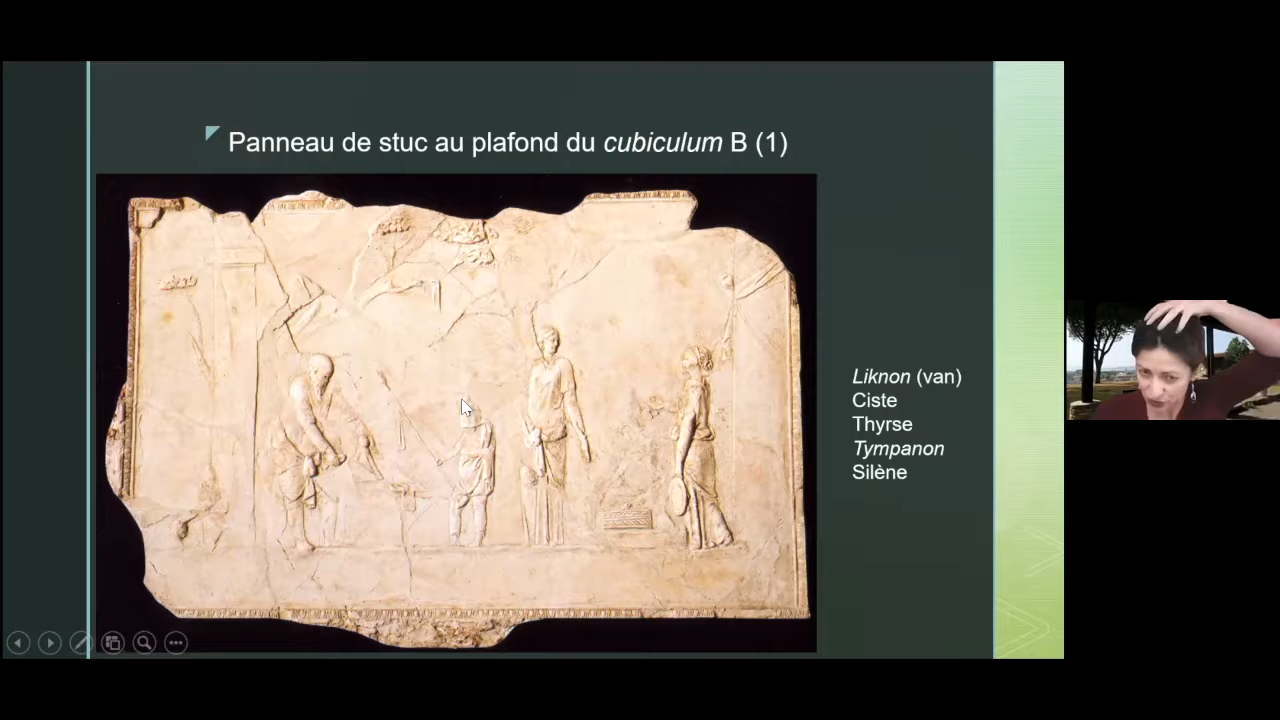 Panneau de stuc au plafond du cubiculum B (1)
Liknon (van)
Ciste
Thyrse
Tympanon
Silène